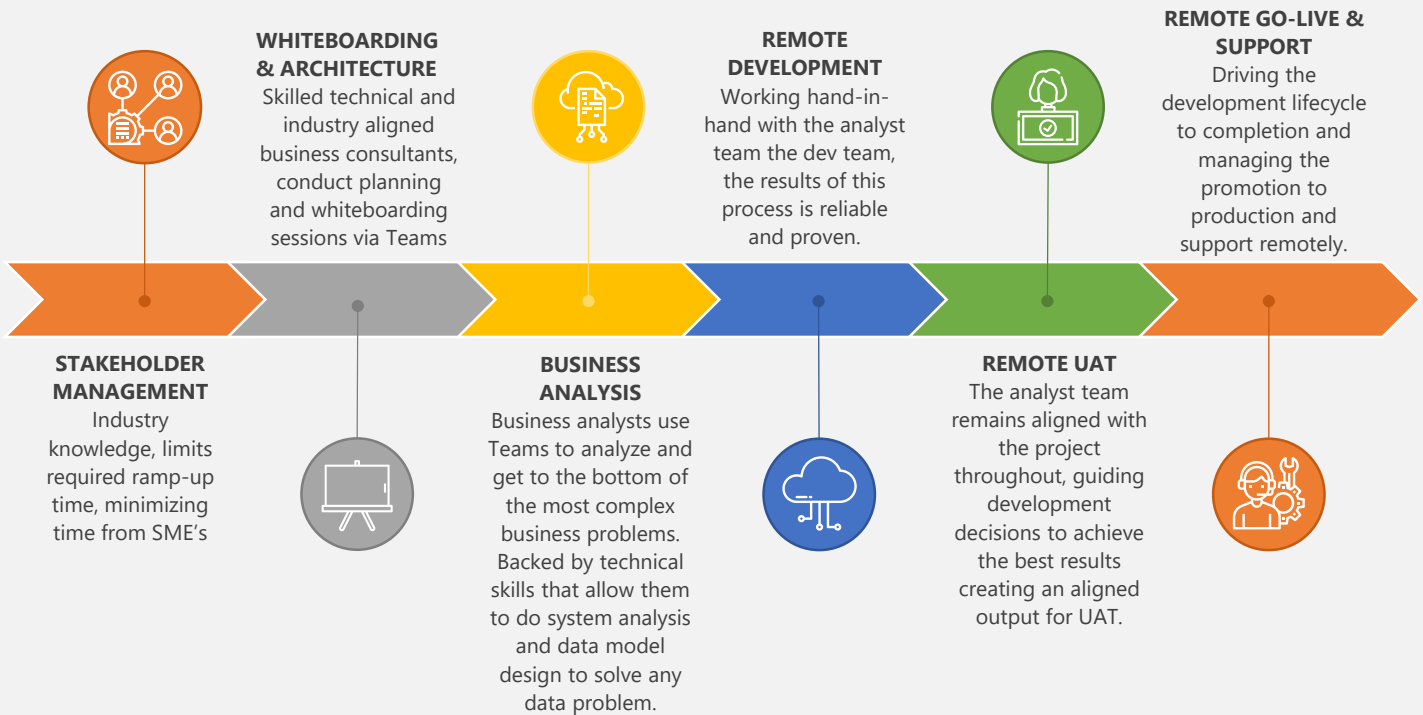 STAKEHOLDER
MANAGEMENT
Industry
knowledge, limits
required ramp-up
time, minimizing
time from SME's
WHITEBOARDING
& ARCHITECTURE
Skilled technical and
industry aligned
business consultants,
conduct planning
and whiteboarding
sessions via Teams
BUSINESS
ANALYSIS
Business analysts use
Teams to analyze and
get to the bottom of
the most complex
business problems.
Backed by technical
skills that allow them
to do system analysis
and data model
design to solve any
data problem.
REMOTE
DEVELOPMENT
Working hand-in-
hand with the analyst
team the dev team,
the results of this
process is reliable
and proven.
REMOTE UAT
The analyst team
remains aligned with
the project
throughout, guiding
development
decisions to achieve
the best results
creating an aligned
output for UAT.
REMOTE GO-LIVE &
SUPPORT
Driving the
development lifecycle
to completion and
managing the
promotion to
production and
support remotely.